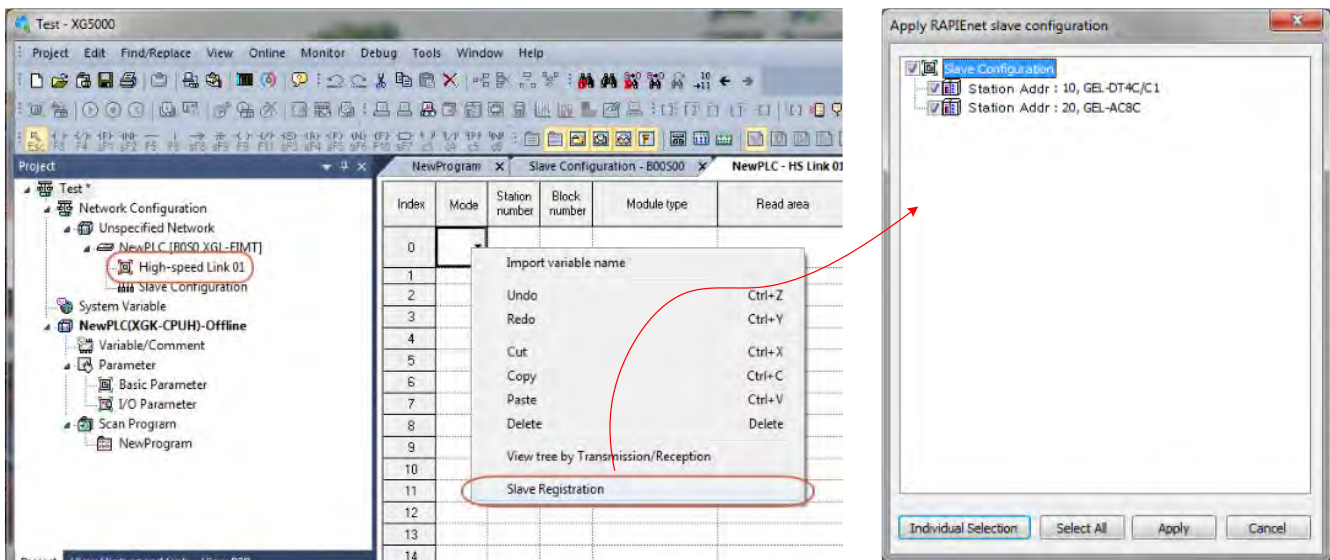 Test - XG5000
Project Edit Find/Replace View Online Monitor Debug Tools Window Help
Project
Test *
Network Configuration
Unspecified Network
NewPLC [B0S0 XGL-EIMT]
High-speed Link 01
Slave Configuration
System Variable
NewPLC(XGK-CPUH)-Offline
Variable/Comment
Parameter
Basic Parameter
I/O Parameter
Scan Program
NewProgram
NewProgram
Slave Configuration - B00S00
NewPLC - HS Link 01
Index Mode Station number Block number Module type Read area
0
1
2
3
4
5
6
7
8
9
10
11
12
13
14
Import variable name
Undo Ctrl+Z
Redo Ctrl+Y
Cut Ctrl+X
Copy Ctrl+C
Paste Ctrl+V
Delete Delete
View tree by Transmission/Reception
Slave Registration
Apply RAPIEnet slave configuration
Slave Configuration
Station Addr : 10, GEL-DT4C/C1
Station Addr : 20, GEL-AC8C
Individual Selection Select All Apply Cancel